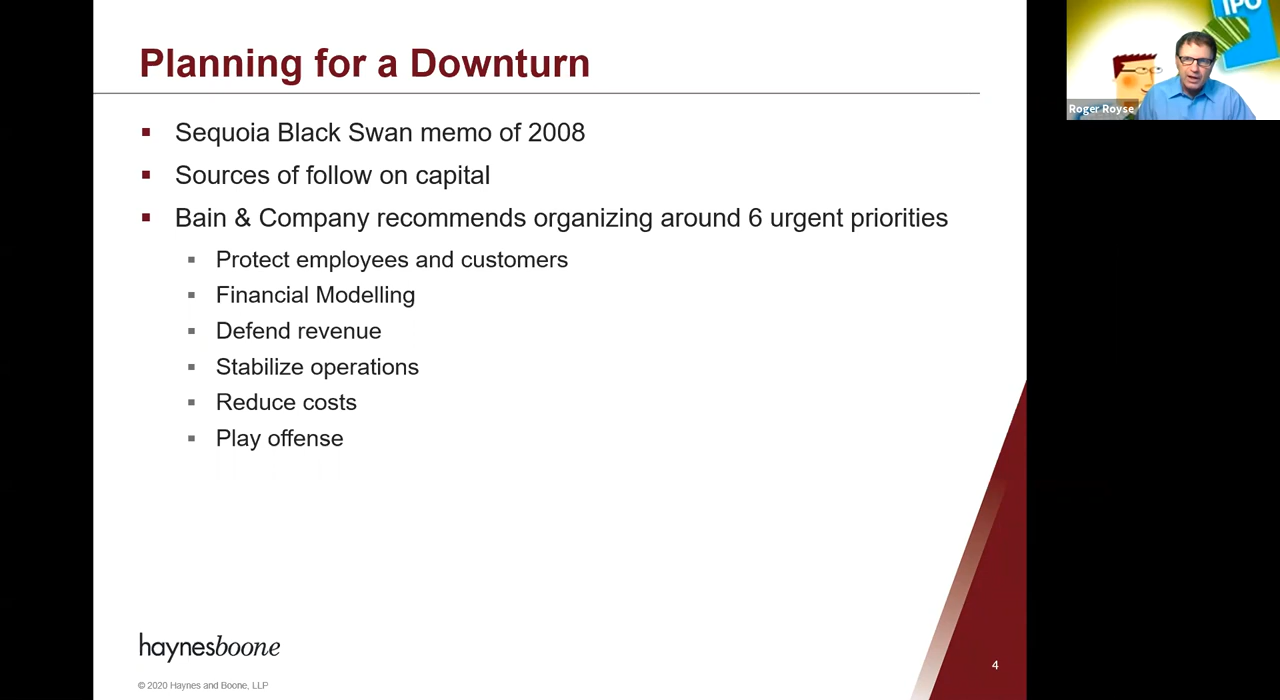 Planning for a Downturn
Sequoia Black Swan memo of 2008
Sources of follow on capital
Bain & Company recommends organizing around 6 urgent priorities
Protect employees and customers
Financial Modelling
Defend revenue
Stabilize operations
Reduce costs
Play offense
haynesboone
© 2020 Haynes and Boone, LLP
4
IPO
Roger Royse